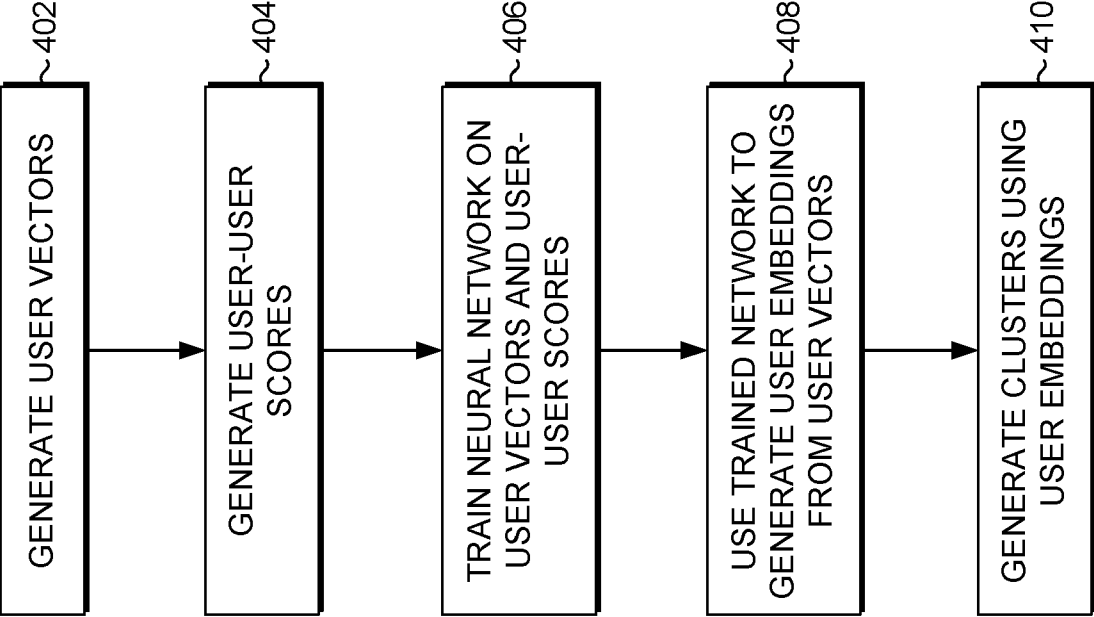 402
GENERATE USER VECTORS
404
GENERATE USER-USER
SCORES
406
TRAIN NEURAL NETWORK ON
USER VECTORS AND USER-
USER SCORES
408
USE TRAINED NETWORK TO
GENERATE USER EMBEDDINGS
FROM USER VECTORS
410
GENERATE CLUSTERS USING
USER EMBEDDINGS